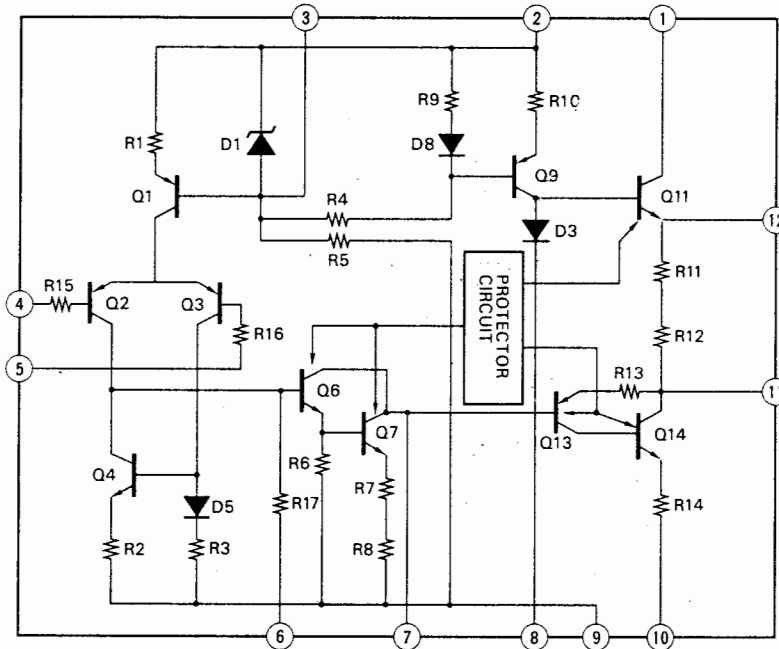 3 2 1
R9 R10
R1 D1 D8
Q9
Q1 R4 Q11
D3 12
R5
R15 PROTECTOR CIRCUIT R11
4 Q2 Q3
R16 R12
5
Q6 R13 11
Q7 Q13 Q14
Q4 R6
D5 R17 R7 R14
R2 R3 R8
6 7 8 9 10